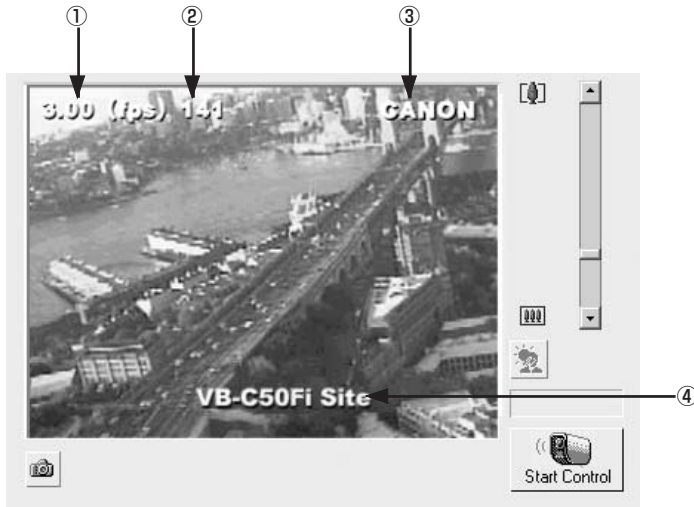 ① ② ③
3.00 (fps) 141 CANON
VB-C50Fi Site ④
Start Control